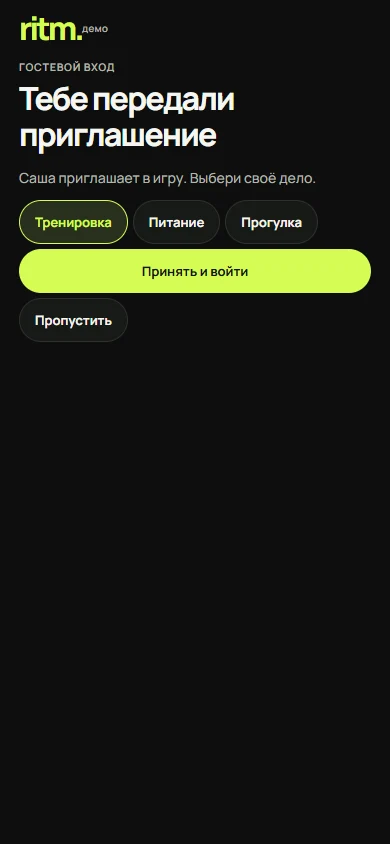 ritm. демо
ГОСТЕВОЙ ВХОД
Тебе передали
приглашение
Саша приглашает в игру. Выбери своё дело.
Тренировка Питание Прогулка
Принять и войти
Пропустить